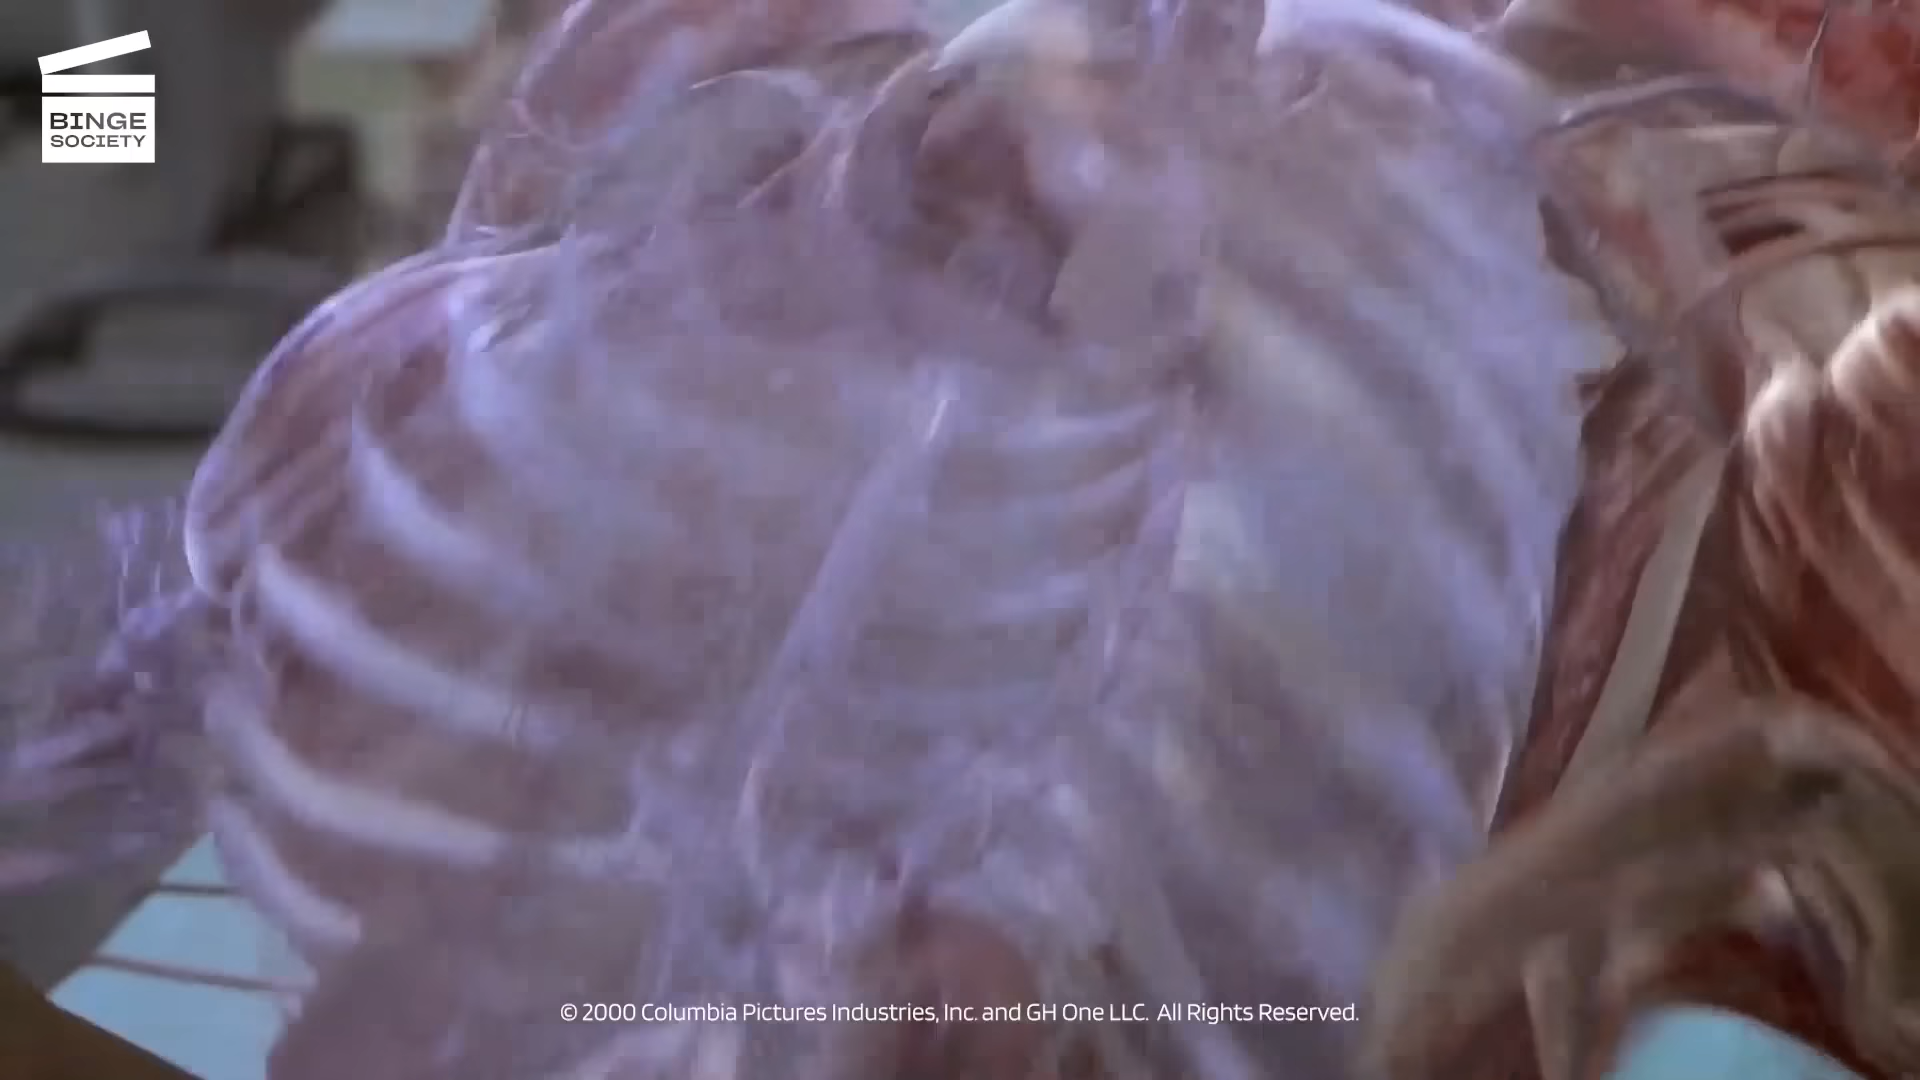 BINGE
SOCIETY
© 2000 Columbia Pictures Industries, Inc. and GH One LLC. All Rights Reserved.